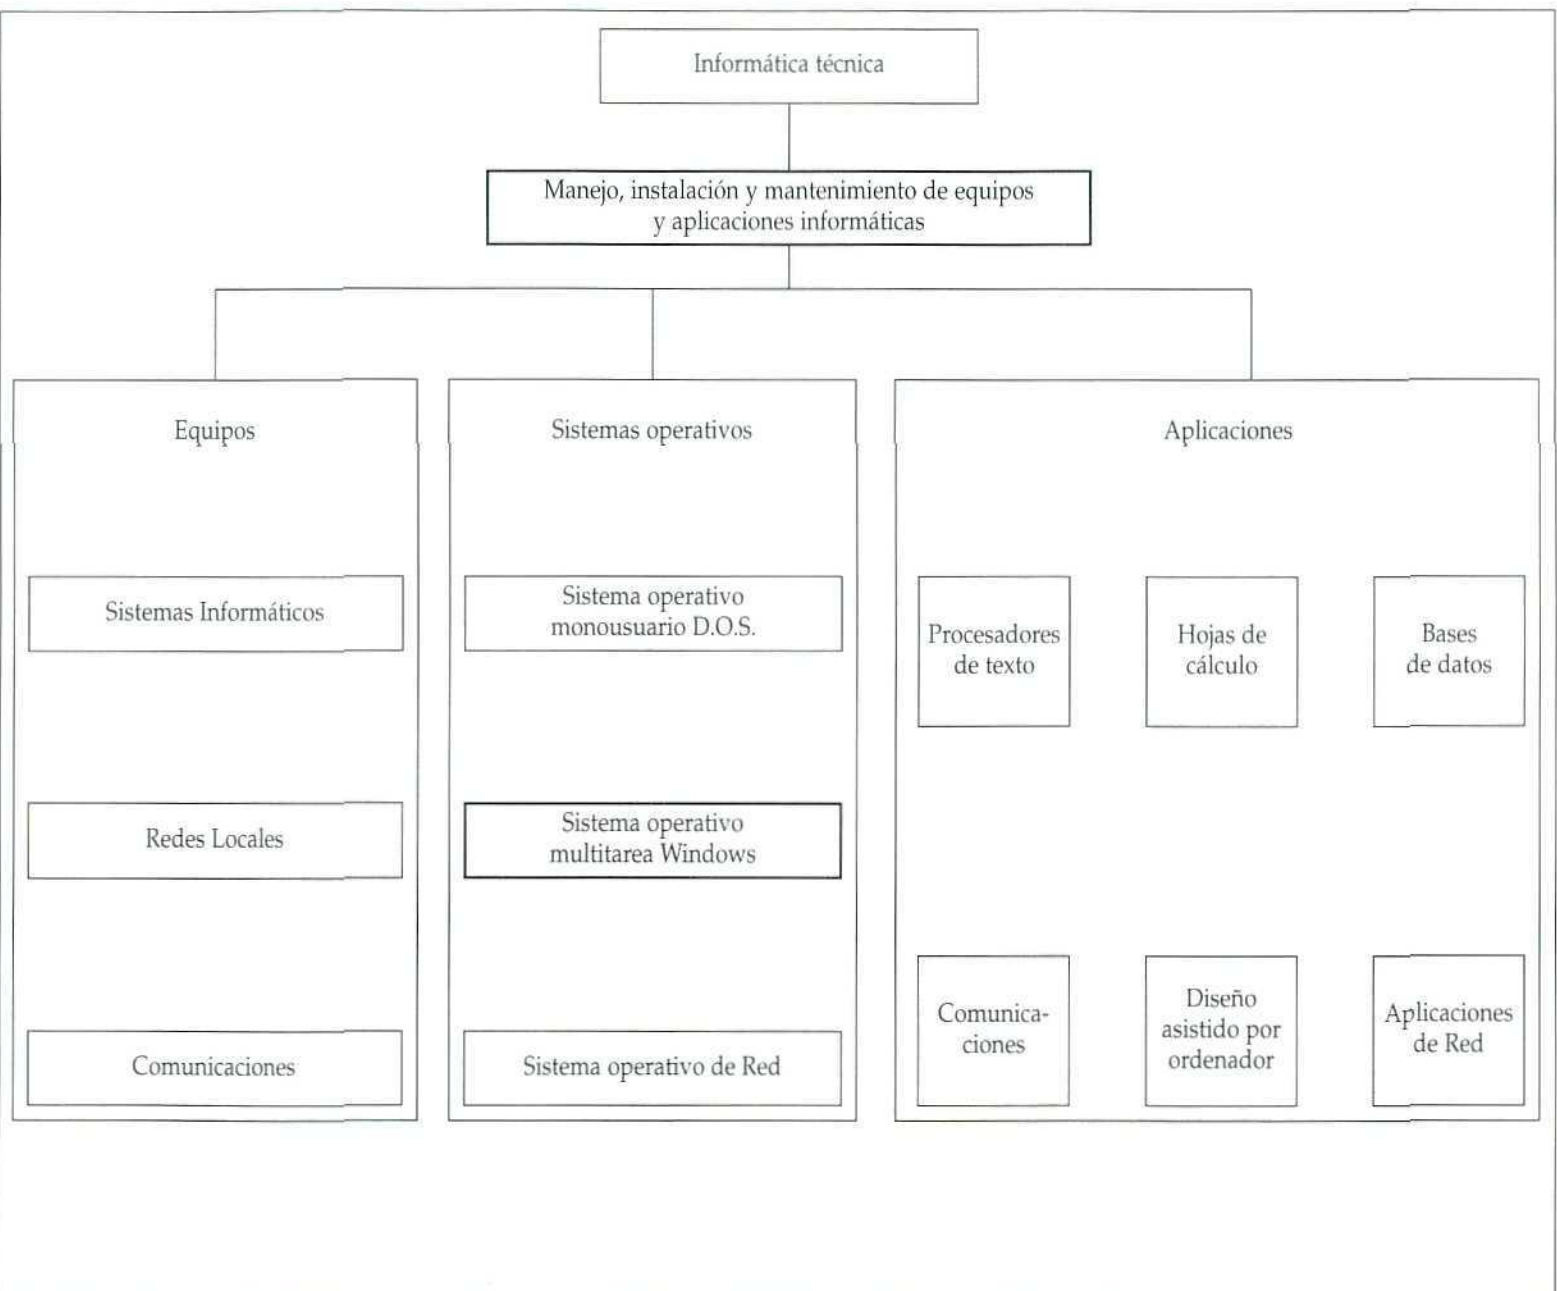 Informática técnica
Manejo, instalación y mantenimiento de equipos
y aplicaciones informáticas
Equipos
Sistemas Informáticos
Redes Locales
Comunicaciones
Sistemas operativos
Sistema operativo
monousuario D.O.S.
Sistema operativo
multitarea Windows
Sistema operativo de Red
Aplicaciones
Procesadores
de texto
Hojas de
cálculo
Bases
de datos
Comunica-
ciones
Diseño
asistido por
ordenador
Aplicaciones
de Red